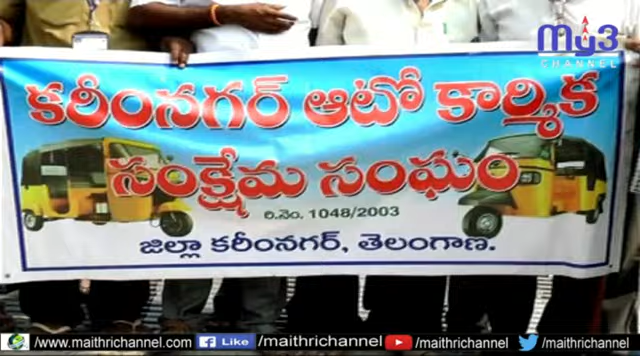 My3
CHANNEL
కరీంనగర్ ఆటో కార్మిక
సంక్షేమ సంఘం
రి.నెం. 1048/2003
జిల్లా కరీంనగర్, తెలంగాణ.
/www.maithrichannel.com Like /maithrichannel /maithrichannel /maithrichannel